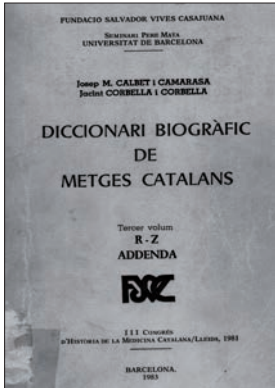 FUNDACIO SALVADOR VIVES CASAJUANA
SEMINARI PERE MATA
UNIVERSITAT DE BARCELONA
Josep M. CALBET i CAMARASA
Jacint CORBELLA i CORBELLA
DICCIONARI BIOGRÀFIC
DE
METGES CATALANS
Tercer volum
R - Z
ADDENDA
III CONGRÉS
D'HISTÒRIA DE LA MEDICINA CATALANA/LLEIDA, 1981
BARCELONA,
1983